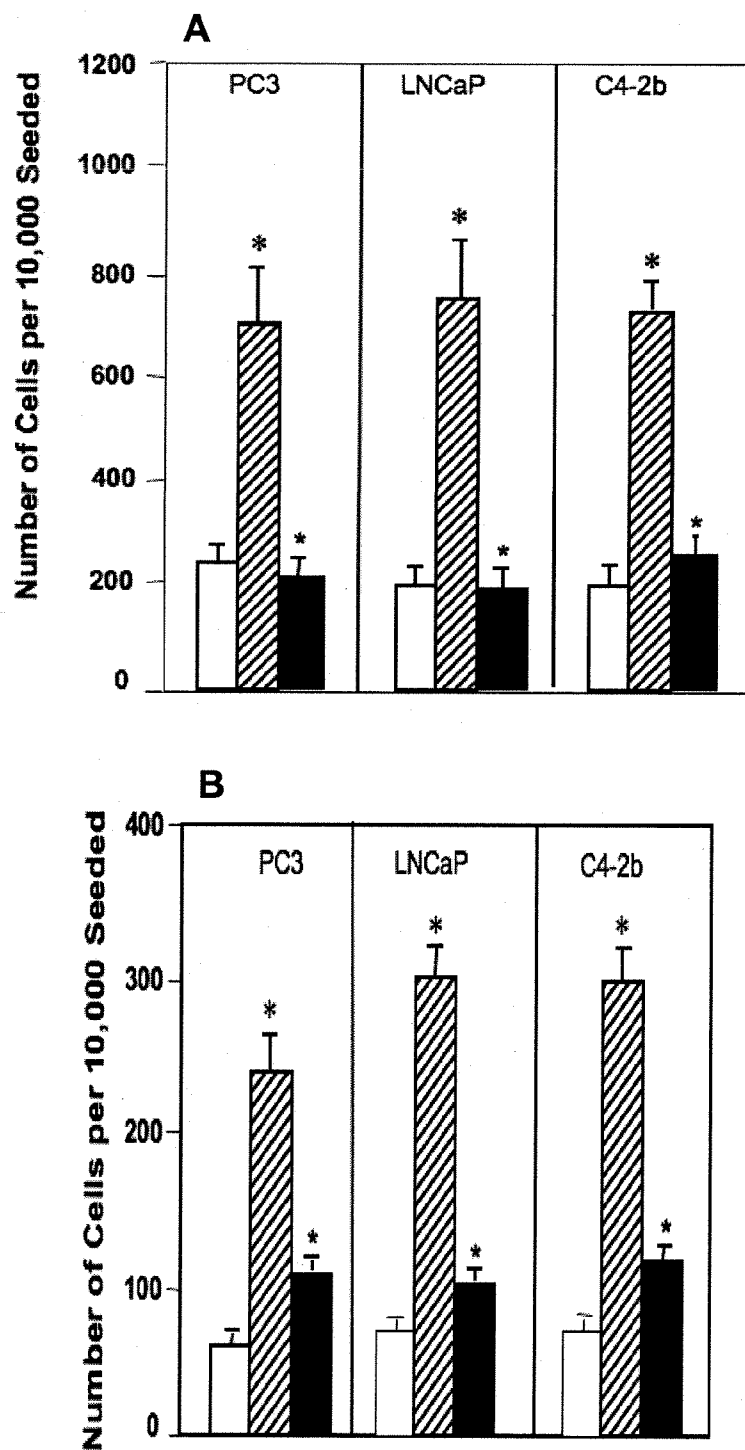 A
Number of Cells per 10,000 Seeded
1200
1000
800
600
400
200
0
PC3
LNCaP
C4-2b
*
*
*
*
*
*
B
Number of Cells per 10,000 Seeded
400
300
200
100
0
PC3
LNCaP
C4-2b
*
*
*
*
*
*